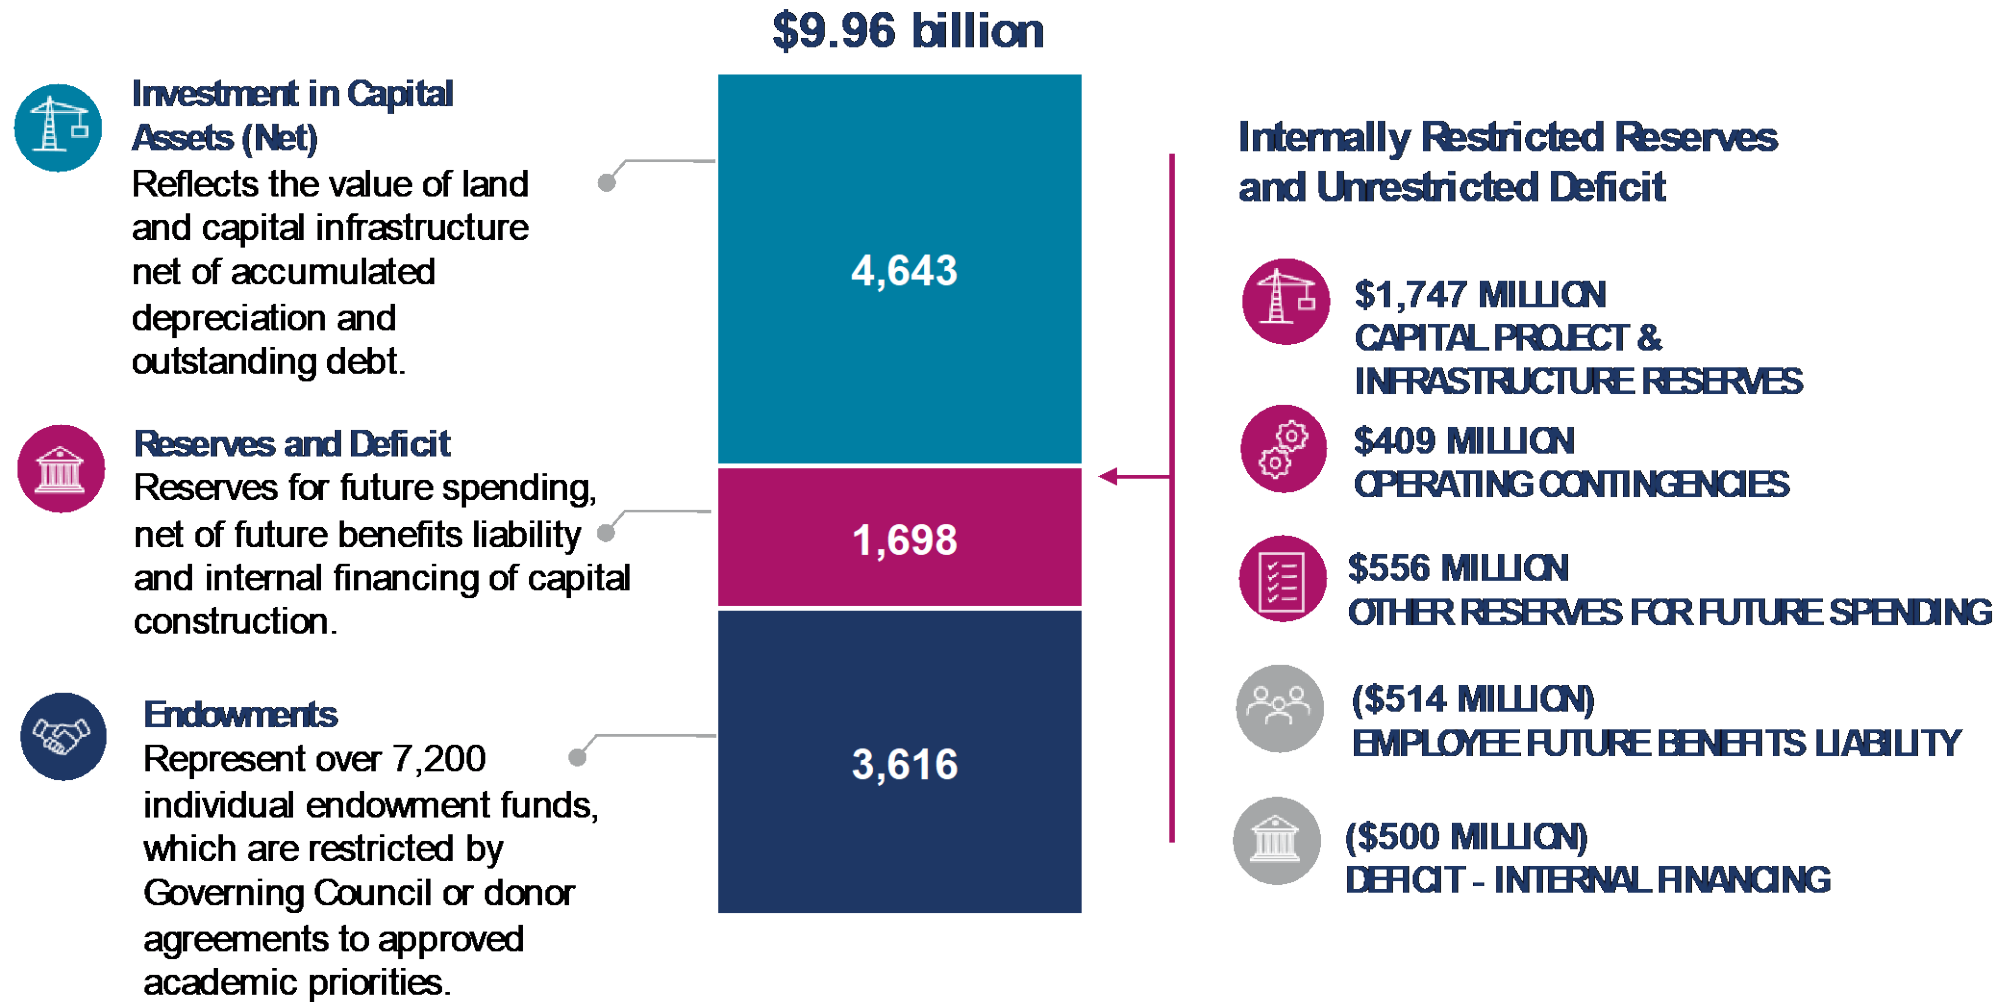 $9.96 billion
Investment in Capital
Assets (Net)
Reflects the value of land
and capital infrastructure
net of accumulated
depreciation and
outstanding debt.
Reserves and Deficit
Reserves for future spending,
net of future benefits liability
and internal financing of capital
construction.
Endowments
Represent over 7,200
individual endowment funds,
which are restricted by
Governing Council or donor
agreements to approved
academic priorities.
4,643
1,698
3,616
Internally Restricted Reserves
and Unrestricted Deficit
$1,747 MILLION
CAPITAL PROJECT &
INFRASTRUCTURE RESERVES
$409 MILLION
OPERATING CONTINGENCIES
$556 MILLION
OTHER RESERVES FOR FUTURE SPENDING
($514 MILLION)
EMPLOYEE FUTURE BENEFITS LIABILITY
($500 MILLION)
DEFICIT - INTERNAL FINANCING